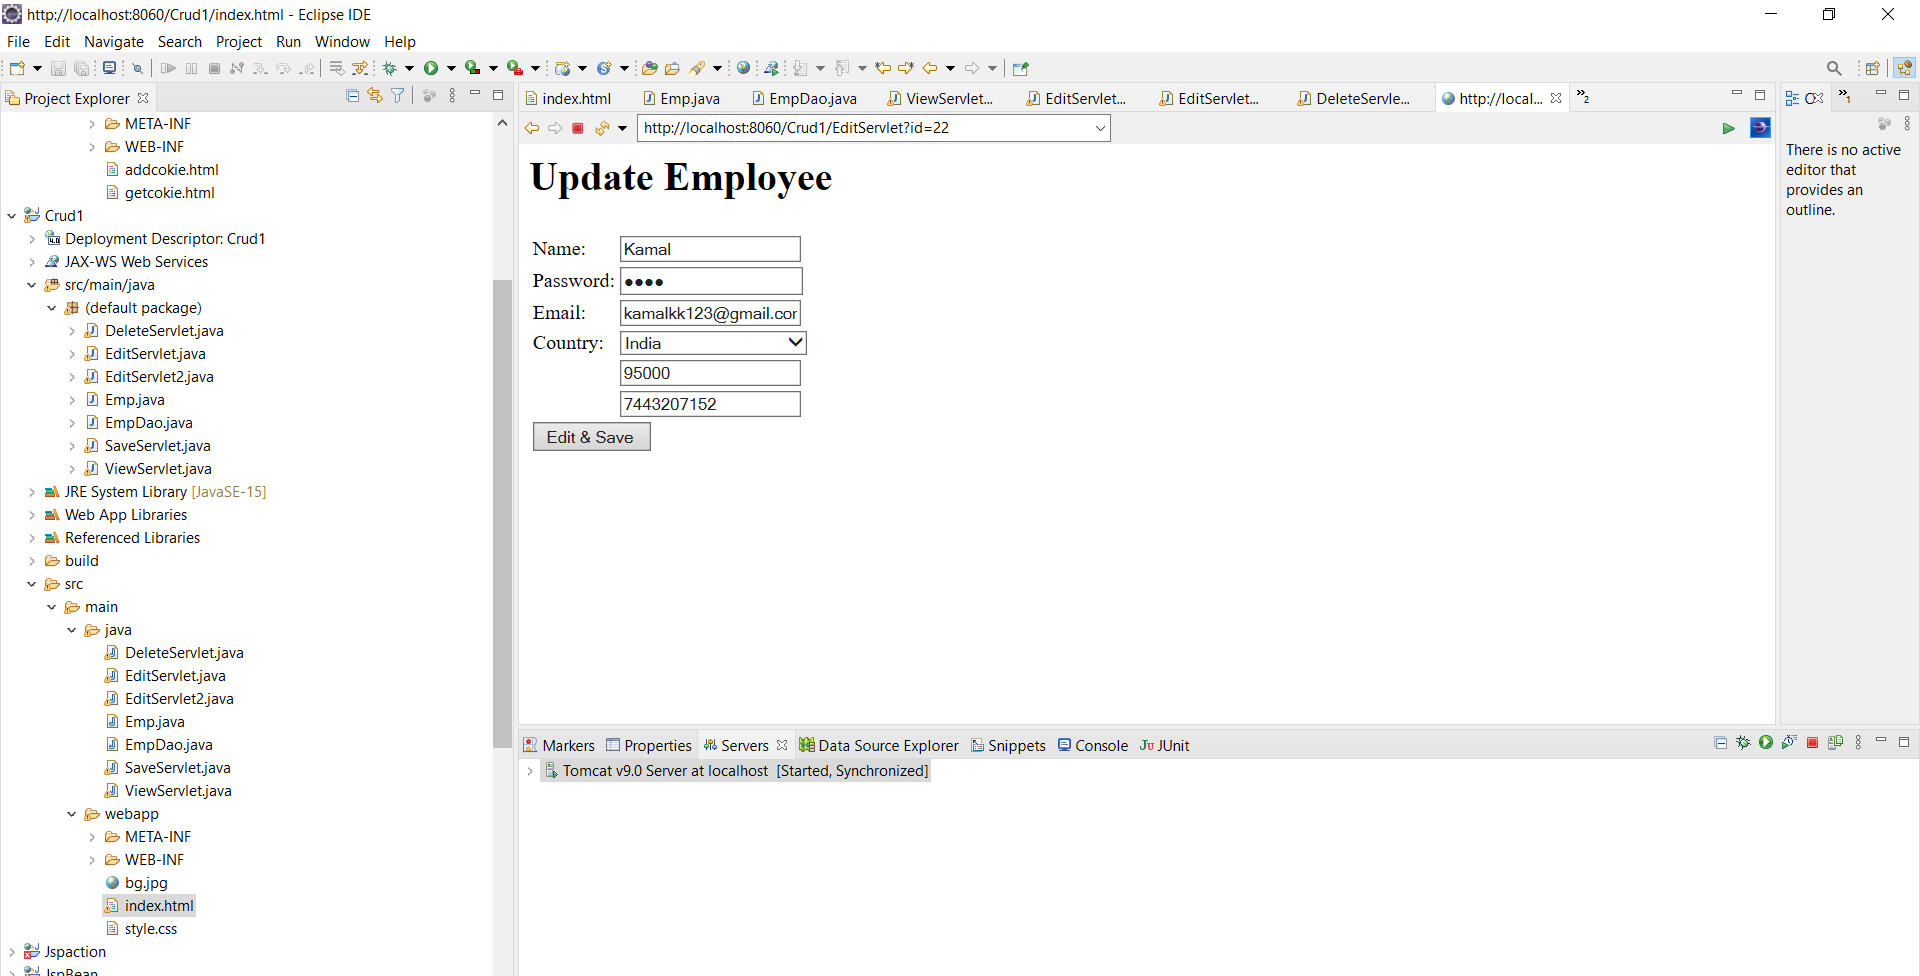 http://localhost:8060/Crud1/index.html - Eclipse IDE
File Edit Navigate Search Project Run Window Help
Project Explorer
META-INF
WEB-INF
addcokie.html
getcokie.html
Crud1
Deployment Descriptor: Crud1
JAX-WS Web Services
src/main/java
(default package)
DeleteServlet.java
EditServlet.java
EditServlet2.java
Emp.java
EmpDao.java
SaveServlet.java
ViewServlet.java
JRE System Library [JavaSE-15]
Web App Libraries
Referenced Libraries
build
src
main
java
DeleteServlet.java
EditServlet.java
EditServlet2.java
Emp.java
EmpDao.java
SaveServlet.java
ViewServlet.java
webapp
META-INF
WEB-INF
bg.jpg
index.html
style.css
Jspaction
JspBean
index.html Emp.java EmpDao.java ViewServlet... EditServlet... EditServlet... DeleteServle... http://local... »2
http://localhost:8060/Crud1/EditServlet?id=22
Update Employee
Name: Kamal
Password: ●●●●
Email: kamalkk123@gmail.cor
Country: India
95000
7443207152
Edit & Save
Markers Properties Servers Data Source Explorer Snippets Console JUnit
Tomcat v9.0 Server at localhost [Started, Synchronized]
»1
There is no active
editor that
provides an
outline.